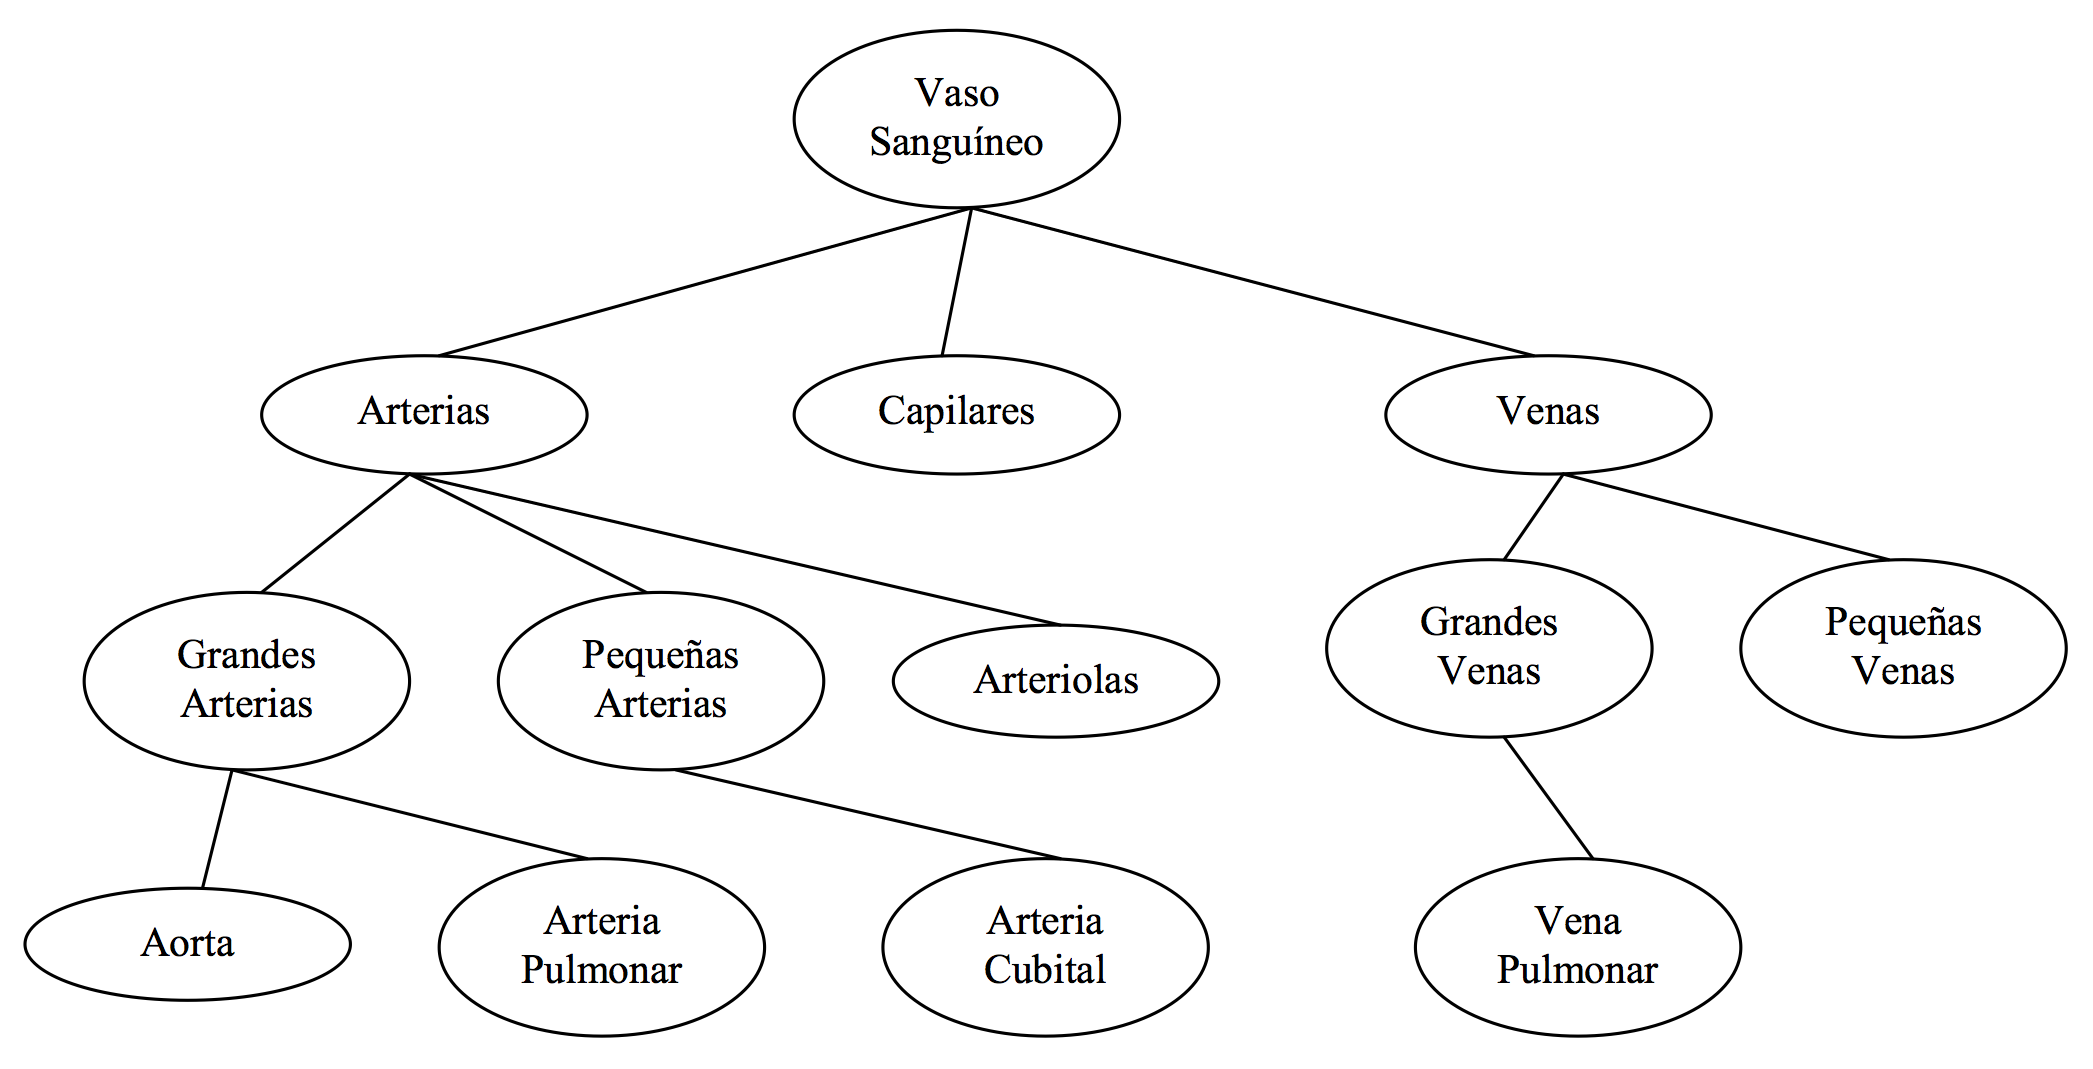 Vaso
Sanguíneo
Arterias
Capilares
Venas
Grandes
Arterias
Pequeñas
Arterias
Arteriolas
Grandes
Venas
Pequeñas
Venas
Aorta
Arteria
Pulmonar
Arteria
Cubital
Vena
Pulmonar